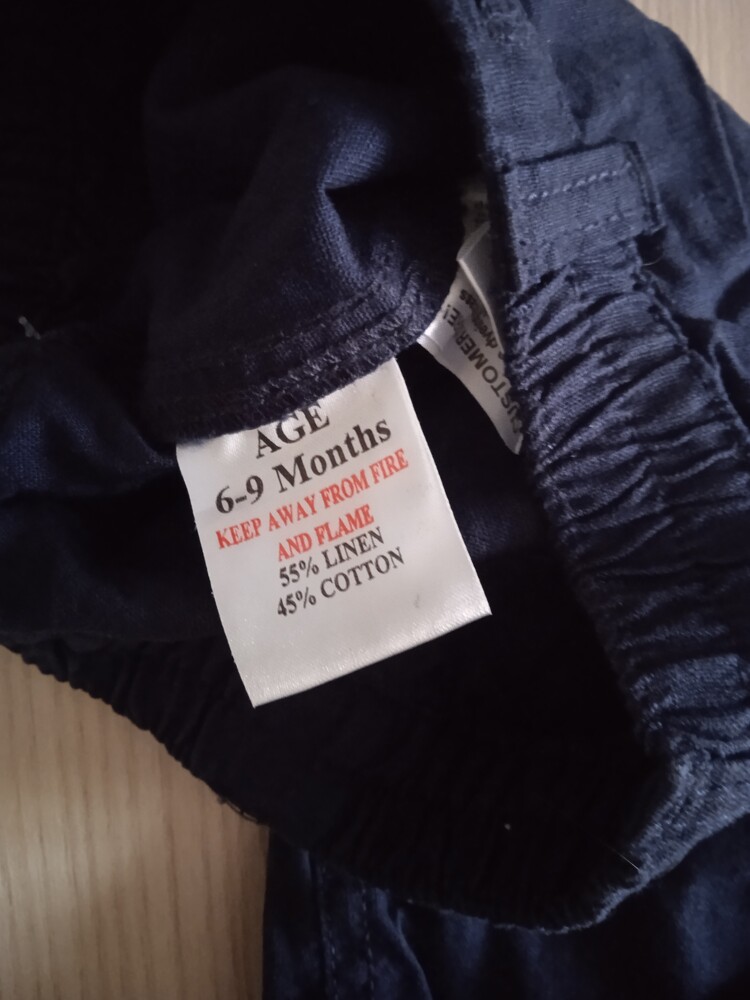 AGE
6-9 Months
KEEP AWAY FROM FIRE
AND FLAME
55% LINEN
45% COTTON